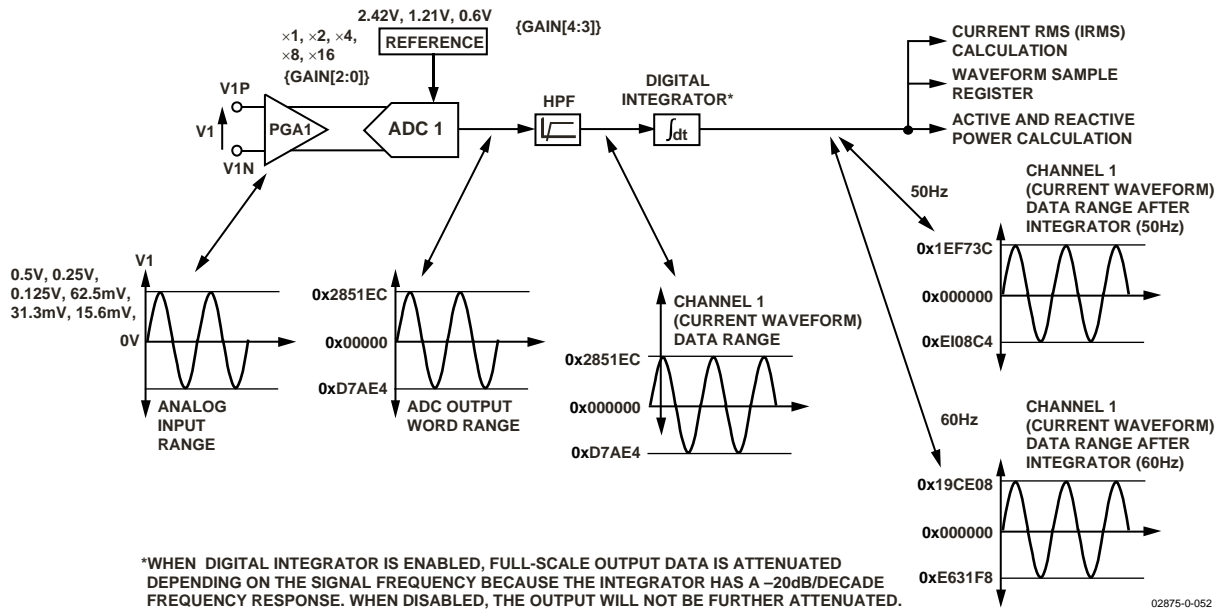 2.42V, 1.21V, 0.6V
{GAIN[4:3]}
×1, ×2, ×4,
×8, ×16
{GAIN[2:0]}
REFERENCE
V1P
V1
V1N
PGA1
ADC 1
HPF
DIGITAL
INTEGRATOR*
∫dt
CURRENT RMS (IRMS)
CALCULATION
WAVEFORM SAMPLE
REGISTER
ACTIVE AND REACTIVE
POWER CALCULATION
50Hz
CHANNEL 1
(CURRENT WAVEFORM)
DATA RANGE AFTER
INTEGRATOR (50Hz)
0x1EF73C
0x000000
0xEI08C4
V1
0.5V, 0.25V,
0.125V, 62.5mV,
31.3mV, 15.6mV,
0V
ANALOG
INPUT
RANGE
0x2851EC
0x00000
0xD7AE4
ADC OUTPUT
WORD RANGE
CHANNEL 1
(CURRENT WAVEFORM)
DATA RANGE
0x2851EC
0x000000
0xD7AE4
60Hz
CHANNEL 1
(CURRENT WAVEFORM)
DATA RANGE AFTER
INTEGRATOR (60Hz)
0x19CE08
0x000000
0xE631F8
*WHEN DIGITAL INTEGRATOR IS ENABLED, FULL-SCALE OUTPUT DATA IS ATTENUATED
DEPENDING ON THE SIGNAL FREQUENCY BECAUSE THE INTEGRATOR HAS A –20dB/DECADE
FREQUENCY RESPONSE. WHEN DISABLED, THE OUTPUT WILL NOT BE FURTHER ATTENUATED.
02875-0-052